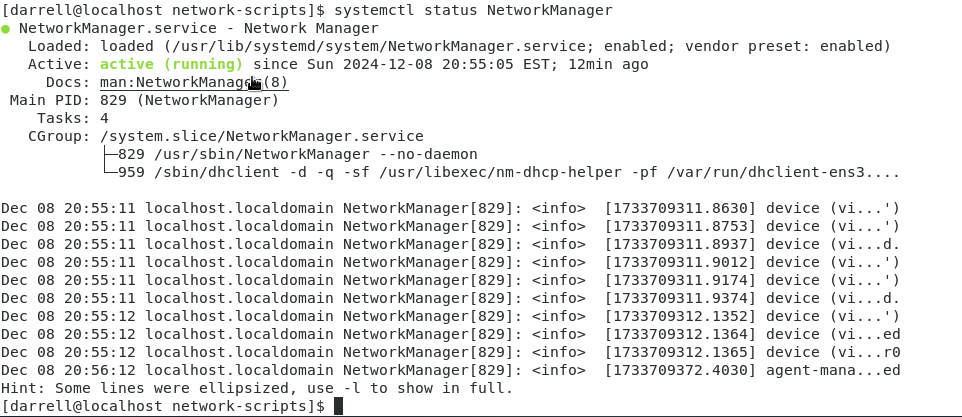 [darrell@localhost network-scripts]$ systemctl status NetworkManager
● NetworkManager.service - Network Manager
   Loaded: loaded (/usr/lib/systemd/system/NetworkManager.service; enabled; vendor preset: enabled)
   Active: active (running) since Sun 2024-12-08 20:55:05 EST; 12min ago
     Docs: man:NetworkManager(8)
 Main PID: 829 (NetworkManager)
    Tasks: 4
   CGroup: /system.slice/NetworkManager.service
           ├─829 /usr/sbin/NetworkManager --no-daemon
           └─959 /sbin/dhclient -d -q -sf /usr/libexec/nm-dhcp-helper -pf /var/run/dhclient-ens3....

Dec 08 20:55:11 localhost.localdomain NetworkManager[829]: <info>  [1733709311.8630] device (vi...')
Dec 08 20:55:11 localhost.localdomain NetworkManager[829]: <info>  [1733709311.8753] device (vi...')
Dec 08 20:55:11 localhost.localdomain NetworkManager[829]: <info>  [1733709311.8937] device (vi...d.
Dec 08 20:55:11 localhost.localdomain NetworkManager[829]: <info>  [1733709311.9012] device (vi...')
Dec 08 20:55:11 localhost.localdomain NetworkManager[829]: <info>  [1733709311.9174] device (vi...')
Dec 08 20:55:11 localhost.localdomain NetworkManager[829]: <info>  [1733709311.9374] device (vi...d.
Dec 08 20:55:12 localhost.localdomain NetworkManager[829]: <info>  [1733709312.1352] device (vi...')
Dec 08 20:55:12 localhost.localdomain NetworkManager[829]: <info>  [1733709312.1364] device (vi...ed
Dec 08 20:55:12 localhost.localdomain NetworkManager[829]: <info>  [1733709312.1365] device (vi...r0
Dec 08 20:56:12 localhost.localdomain NetworkManager[829]: <info>  [1733709372.4030] agent-mana...ed
Hint: Some lines were ellipsized, use -l to show in full.
[darrell@localhost network-scripts]$